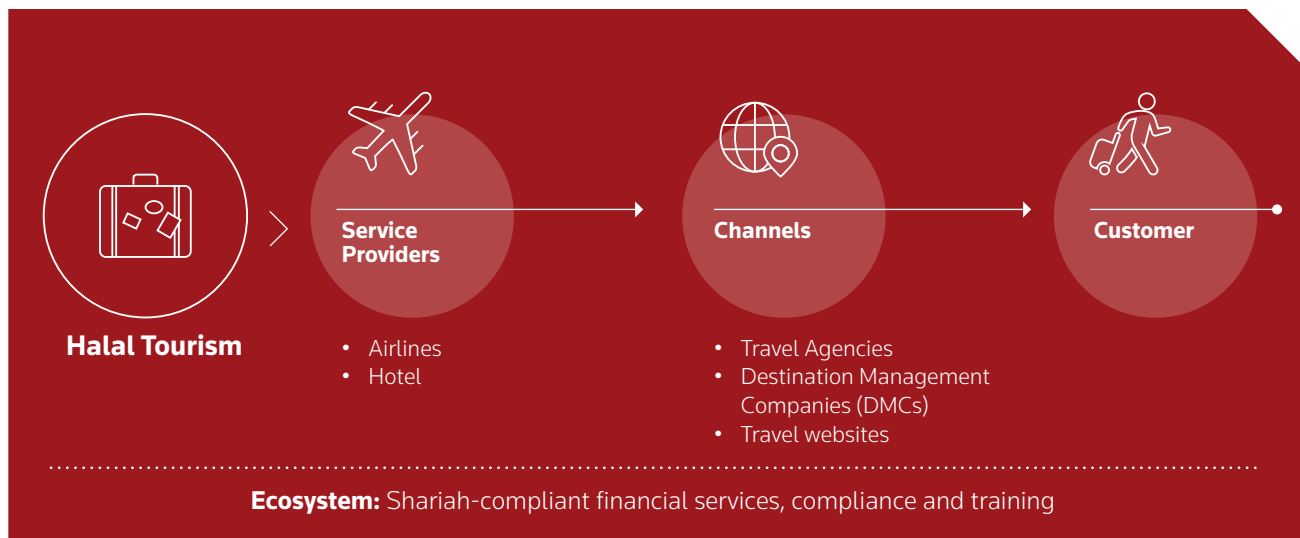 Halal Tourism
Service
Providers
• Airlines
• Hotel
Channels
• Travel Agencies
• Destination Management
Companies (DMCs)
• Travel websites
Customer
Ecosystem: Shariah-compliant financial services, compliance and training